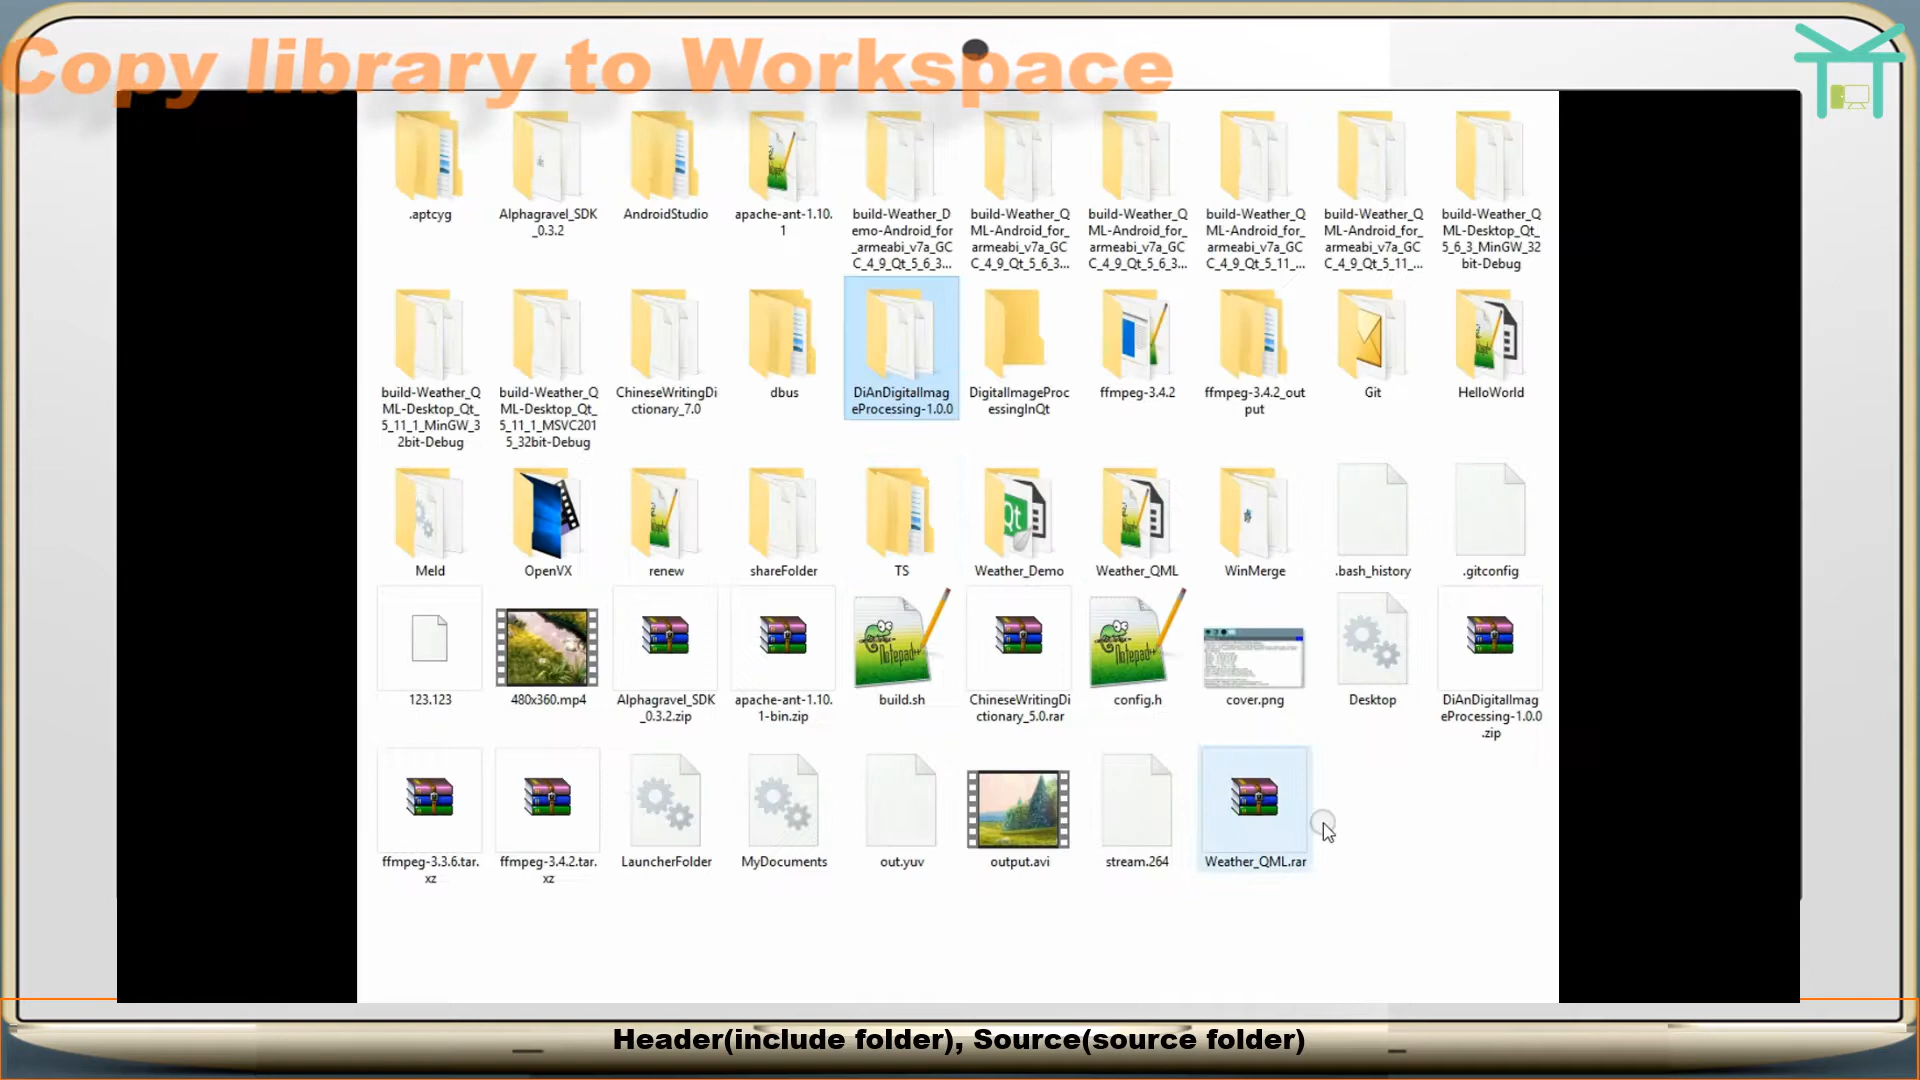 Copy library to Workspace
.aptcyg
Alphagravel_SDK
_0.3.2
AndroidStudio
apache-ant-1.10.
1
build-Weather_D
emo-Android_for
_armeabi_v7a_GC
C_4_9_Qt_5_6_3...
build-Weather_Q
ML-Android_for_
armeabi_v7a_GC
C_4_9_Qt_5_6_3...
build-Weather_Q
ML-Android_for_
armeabi_v7a_GC
C_4_9_Qt_5_6_3...
build-Weather_Q
ML-Android_for_
armeabi_v7a_GC
C_4_9_Qt_5_11_...
build-Weather_Q
ML-Android_for_
armeabi_v7a_GC
C_4_9_Qt_5_11_...
build-Weather_Q
ML-Desktop_Qt_
5_6_3_MinGW_32
bit-Debug
build-Weather_Q
ML-Desktop_Qt_
5_11_1_MinGW_3
2bit-Debug
build-Weather_Q
ML-Desktop_Qt_
5_11_1_MSVC201
5_32bit-Debug
ChineseWritingDi
ctionary_7.0
dbus
DiAnDigitalImag
eProcessing-1.0.0
DigitalImageProc
essingInQt
ffmpeg-3.4.2
ffmpeg-3.4.2_out
put
Git
HelloWorld
Meld
OpenVX
renew
shareFolder
TS
Qt
Weather_Demo
Weather_QML
WinMerge
.bash_history
.gitconfig
123.123
480x360.mp4
Alphagravel_SDK
_0.3.2.zip
apache-ant-1.10.
1-bin.zip
Notepad++
build.sh
ChineseWritingDi
ctionary_5.0.rar
Notepad++
config.h
cover.png
Desktop
DiAnDigitalImag
eProcessing-1.0.0
.zip
ffmpeg-3.3.6.tar.
xz
ffmpeg-3.4.2.tar.
xz
LauncherFolder
MyDocuments
out.yuv
output.avi
stream.264
Weather_QML.rar
Header(include folder), Source(source folder)